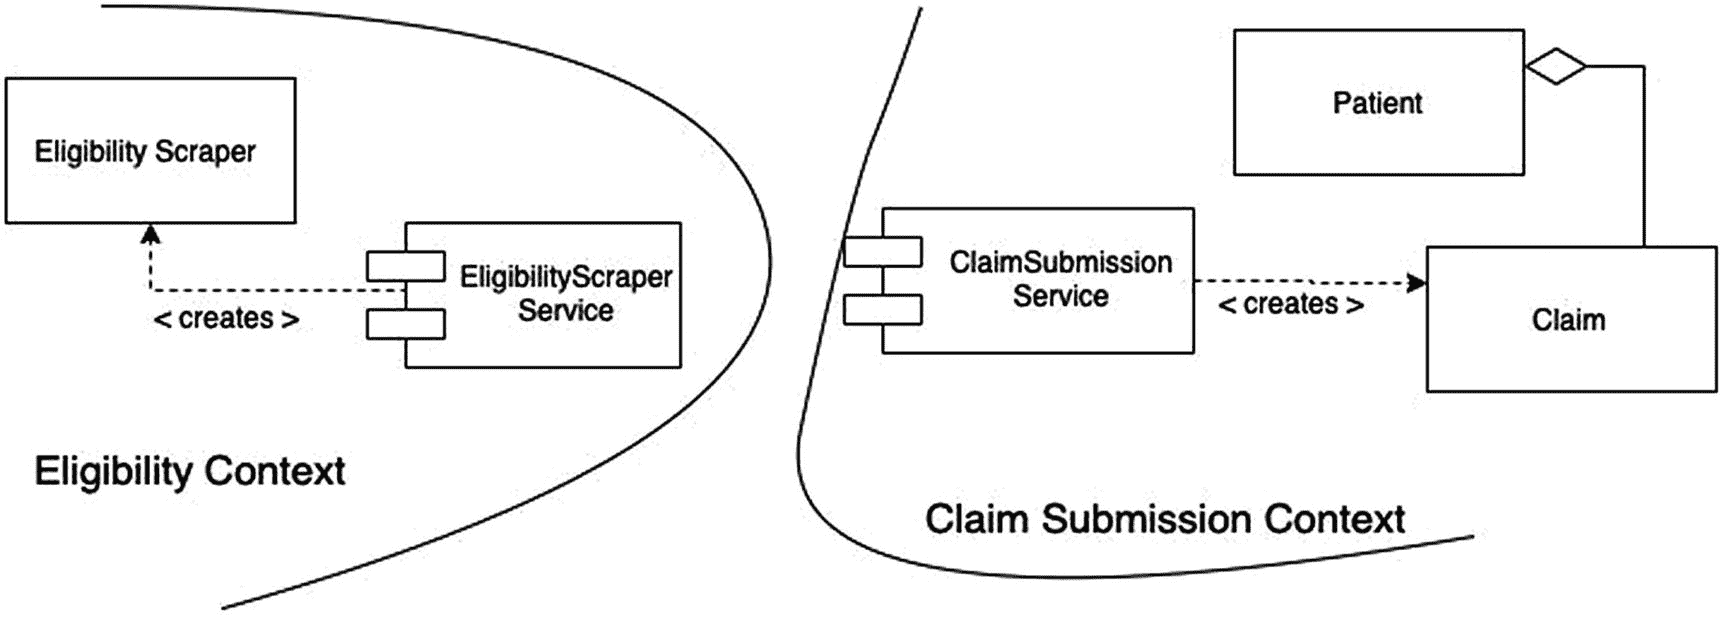 Eligibility Scraper
EligibilityScraper
Service
< creates >
Eligibility Context
Patient
ClaimSubmission
Service
< creates >
Claim
Claim Submission Context